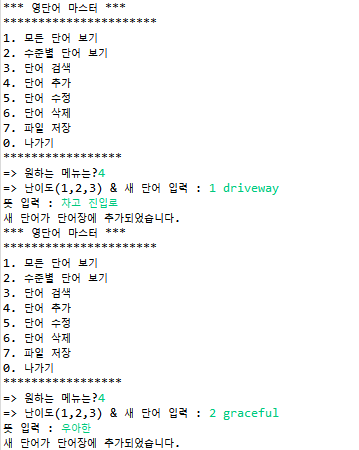 *** 영단어 마스터 ***
*********************
1. 모든 단어 보기
2. 수준별 단어 보기
3. 단어 검색
4. 단어 추가
5. 단어 수정
6. 단어 삭제
7. 파일 저장
0. 나가기
****************
=> 원하는 메뉴는?4
=> 난이도(1,2,3) & 새 단어 입력 : 1 driveway
뜻 입력 : 차고 진입로
새 단어가 단어장에 추가되었습니다.
*** 영단어 마스터 ***
*********************
1. 모든 단어 보기
2. 수준별 단어 보기
3. 단어 검색
4. 단어 추가
5. 단어 수정
6. 단어 삭제
7. 파일 저장
0. 나가기
****************
=> 원하는 메뉴는?4
=> 난이도(1,2,3) & 새 단어 입력 : 2 graceful
뜻 입력 : 우아한
새 단어가 단어장에 추가되었습니다.